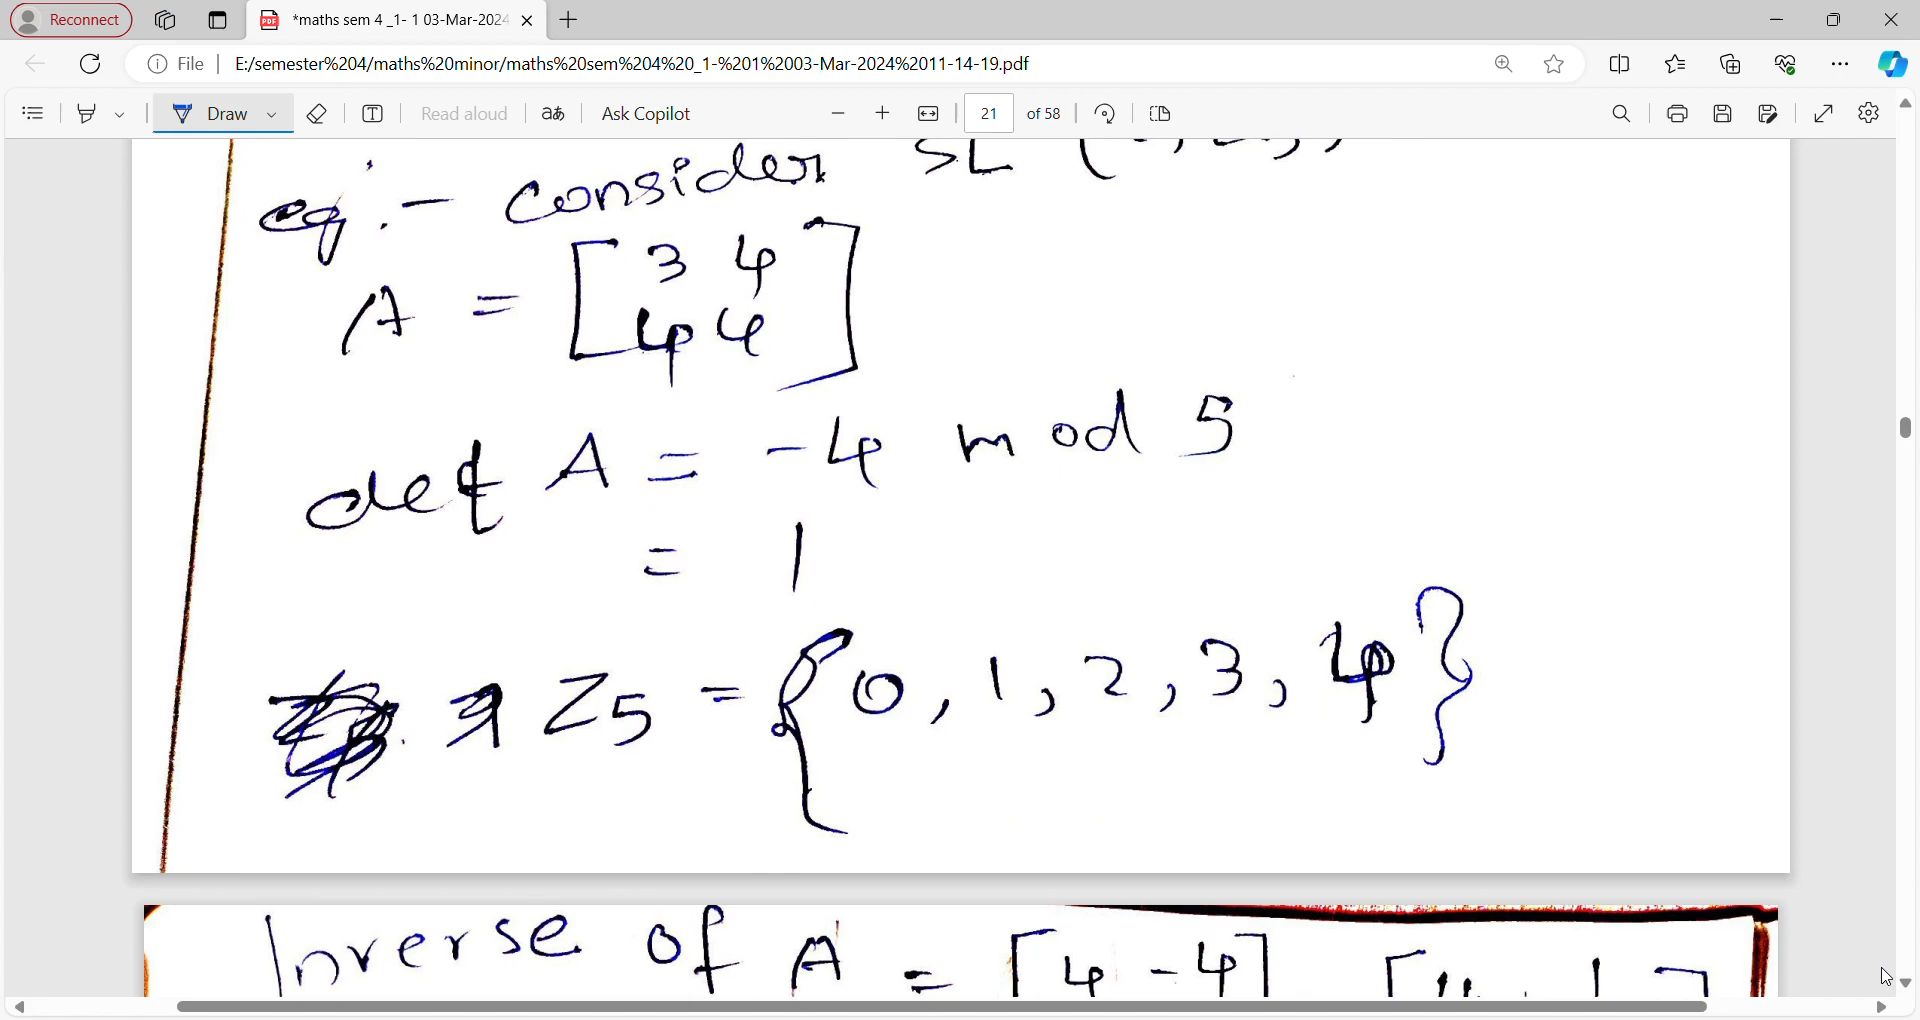 Reconnect
*maths sem 4 _1- 1 03-Mar-2024
File
E:/semester%204/maths%20minor/maths%20sem%204%20_1-%201%2003-Mar-2024%2011-14-19.pdf
Draw
Read aloud
aあ
Ask Copilot
21 of 58
eg :- consider SL (
A = [ 3 4
4 4 ]
det A = -4 mod 5
= 1
Z5 = {0, 1, 2, 3, 4}
Inverse of A = [4 -4]